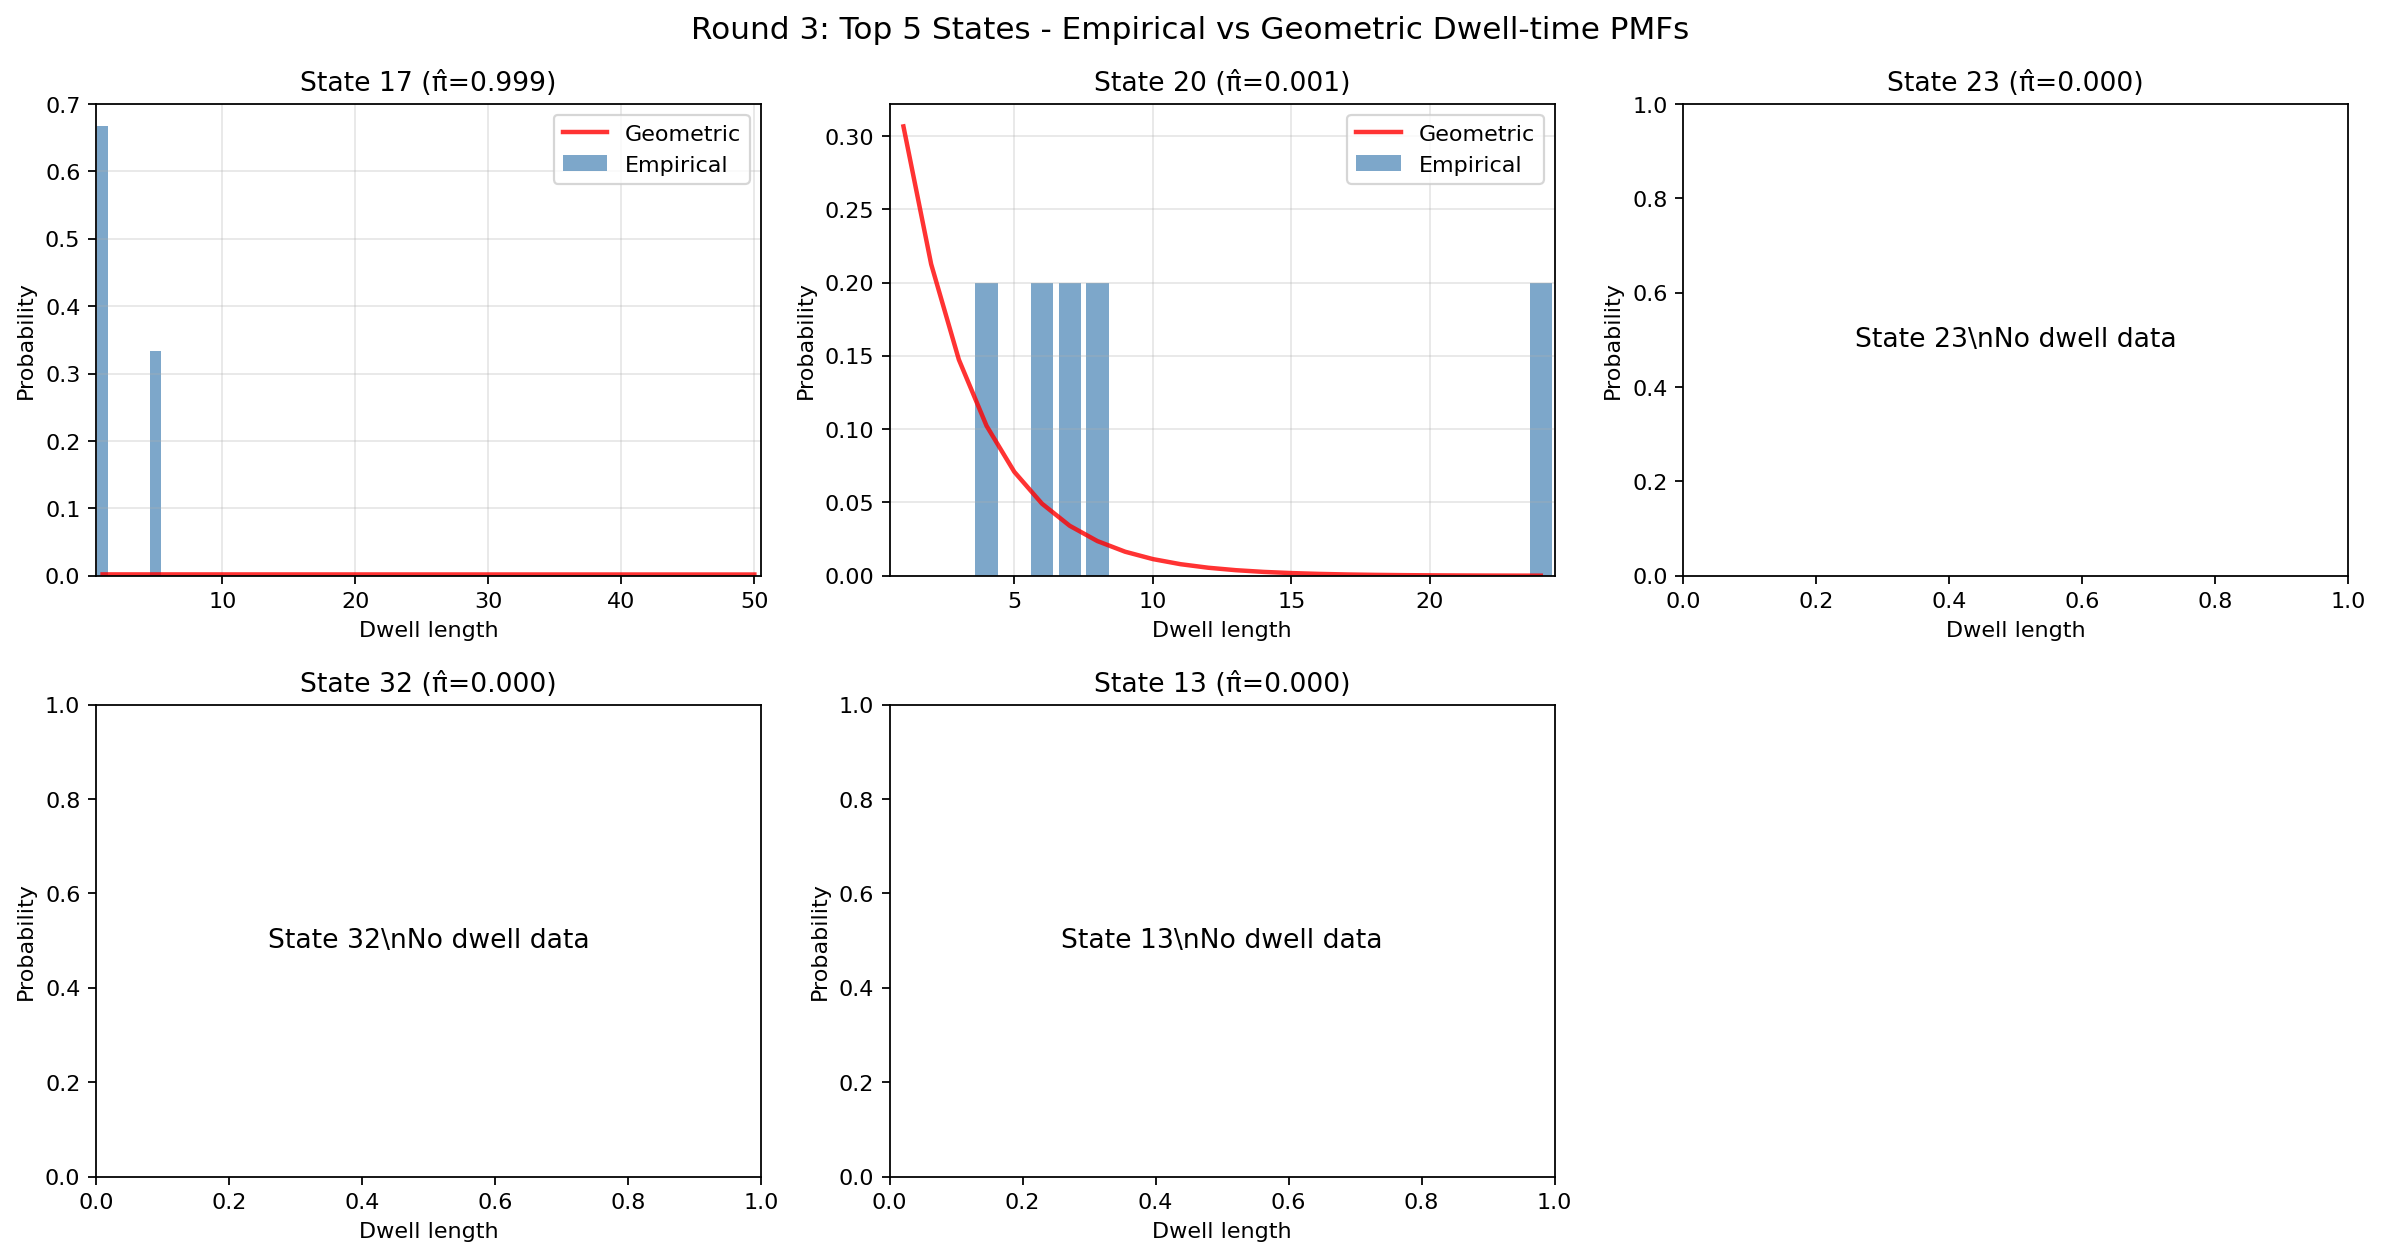 Round 3: Top 5 States - Empirical vs Geometric Dwell-time PMFs
State 17 (π̂=0.999)
0.7
0.6
0.5
0.4
0.3
0.2
0.1
0.0
Probability
Geometric
Empirical
10
20
30
40
50
Dwell length
State 20 (π̂=0.001)
0.30
0.25
0.20
0.15
0.10
0.05
0.00
Probability
Geometric
Empirical
5
10
15
20
Dwell length
State 23 (π̂=0.000)
1.0
0.8
0.6
0.4
0.2
0.0
Probability
State 23\nNo dwell data
0.0
0.2
0.4
0.6
0.8
1.0
Dwell length
State 32 (π̂=0.000)
1.0
0.8
0.6
0.4
0.2
0.0
Probability
State 32\nNo dwell data
0.0
0.2
0.4
0.6
0.8
1.0
Dwell length
State 13 (π̂=0.000)
1.0
0.8
0.6
0.4
0.2
0.0
Probability
State 13\nNo dwell data
0.0
0.2
0.4
0.6
0.8
1.0
Dwell length